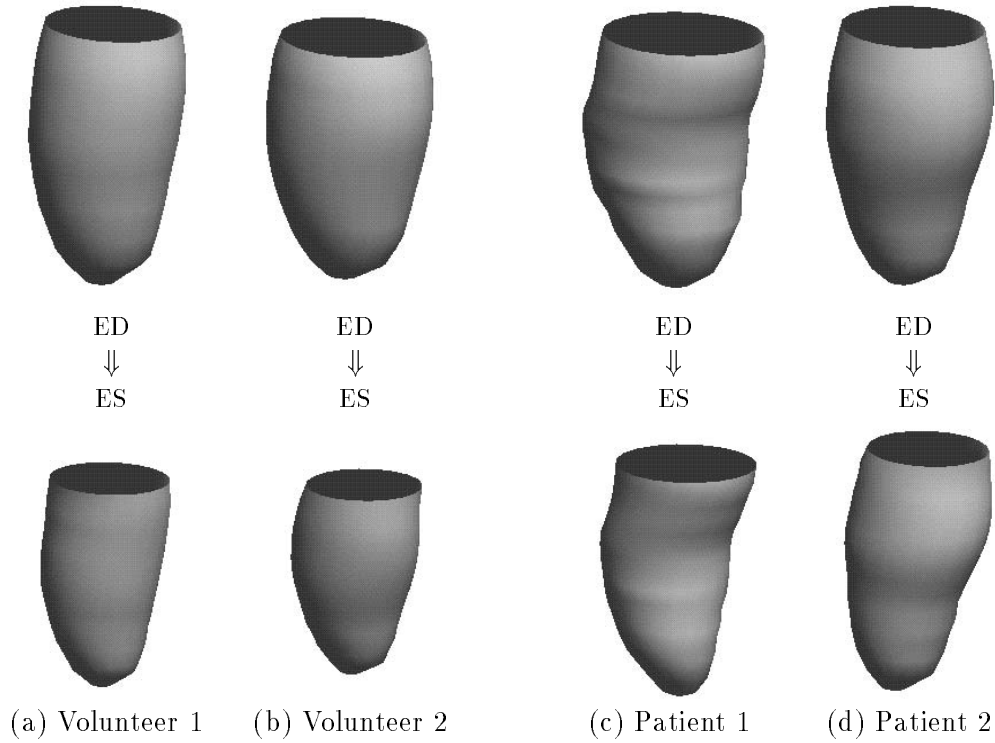 ED ED ED ED
⇓ ⇓ ⇓ ⇓
ES ES ES ES
(a) Volunteer 1 (b) Volunteer 2 (c) Patient 1 (d) Patient 2